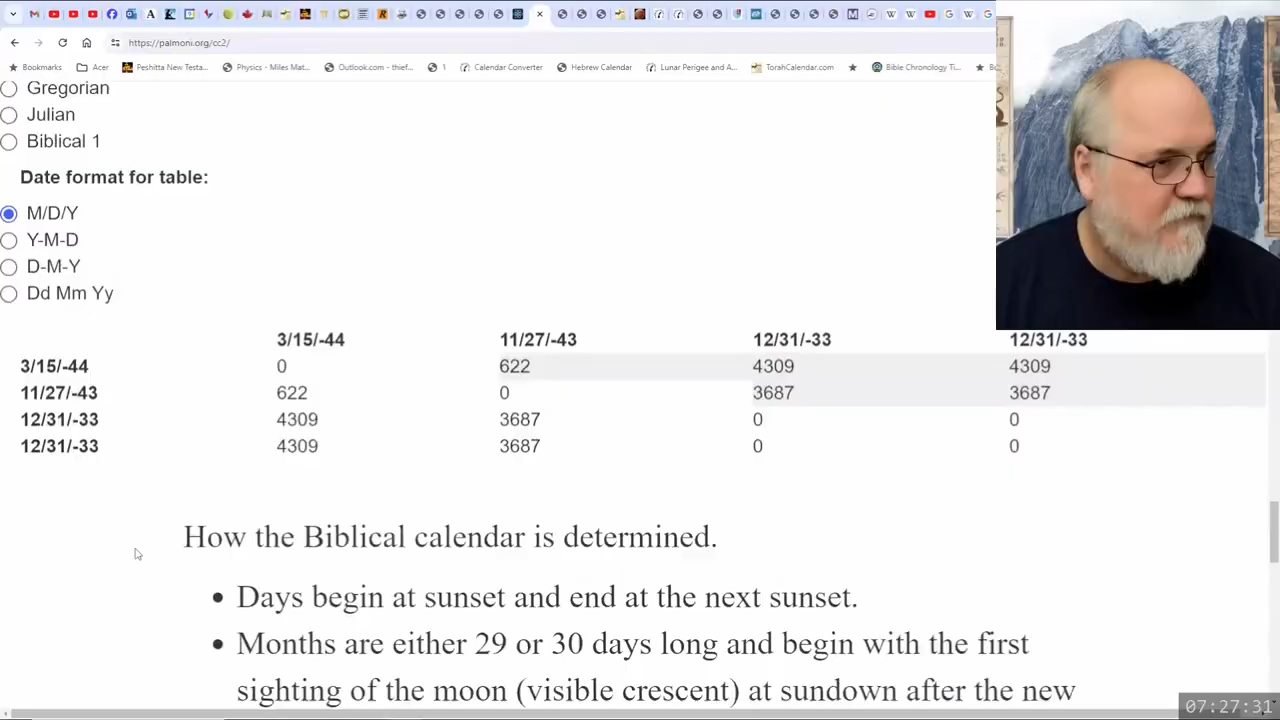 https://palmoni.org/cc2/
Bookmarks Acer Peshitta New Testa... Physics - Miles Mat... Outlook.com - thief... 1 Calendar Converter Hebrew Calendar Lunar Perigee and A... TorahCalendar.com Bible Chronology Ti...
Gregorian
Julian
Biblical 1
Date format for table:
M/D/Y
Y-M-D
D-M-Y
Dd Mm Yy
3/15/-44 11/27/-43 12/31/-33 12/31/-33
3/15/-44 0 622 4309 4309
11/27/-43 622 0 3687 3687
12/31/-33 4309 3687 0 0
12/31/-33 4309 3687 0 0
How the Biblical calendar is determined.
• Days begin at sunset and end at the next sunset.
• Months are either 29 or 30 days long and begin with the first
sighting of the moon (visible crescent) at sundown after the new
07:27:31